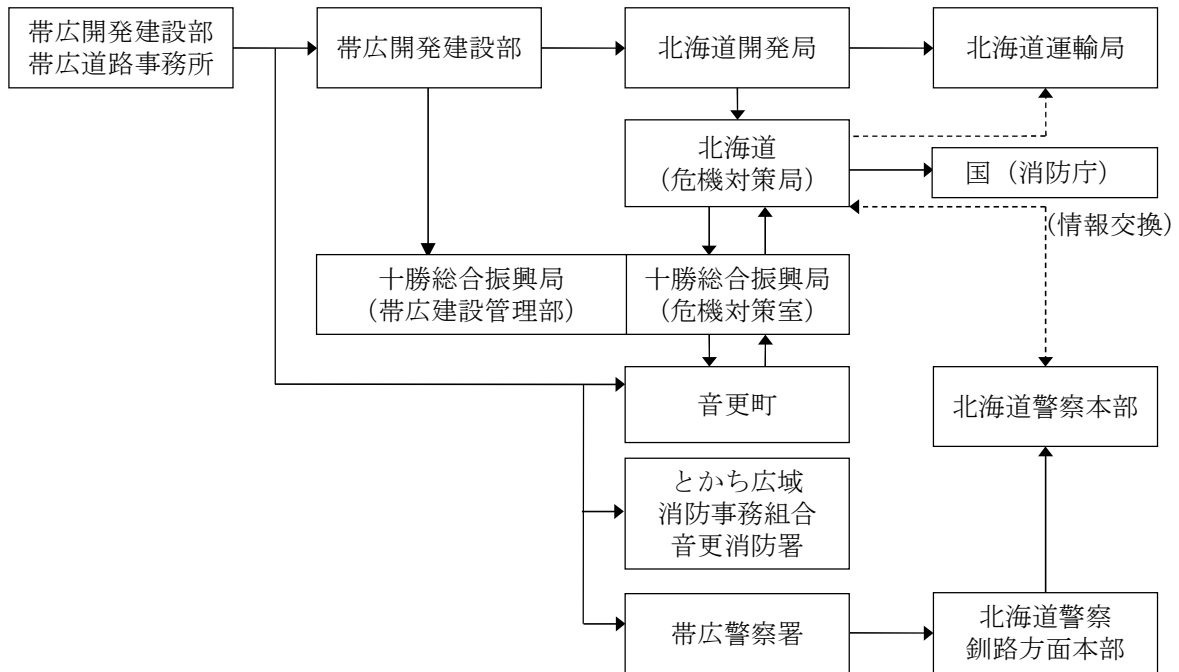 帯広開発建設部
帯広道路事務所
帯広開発建設部
北海道開発局
北海道運輸局
北海道
(危機対策局)
国（消防庁）
(情報交換)
十勝総合振興局
（帯広建設管理部）
十勝総合振興局
（危機対策室）
音更町
北海道警察本部
とかち広域
消防事務組合
音更消防署
帯広警察署
北海道警察
釧路方面本部